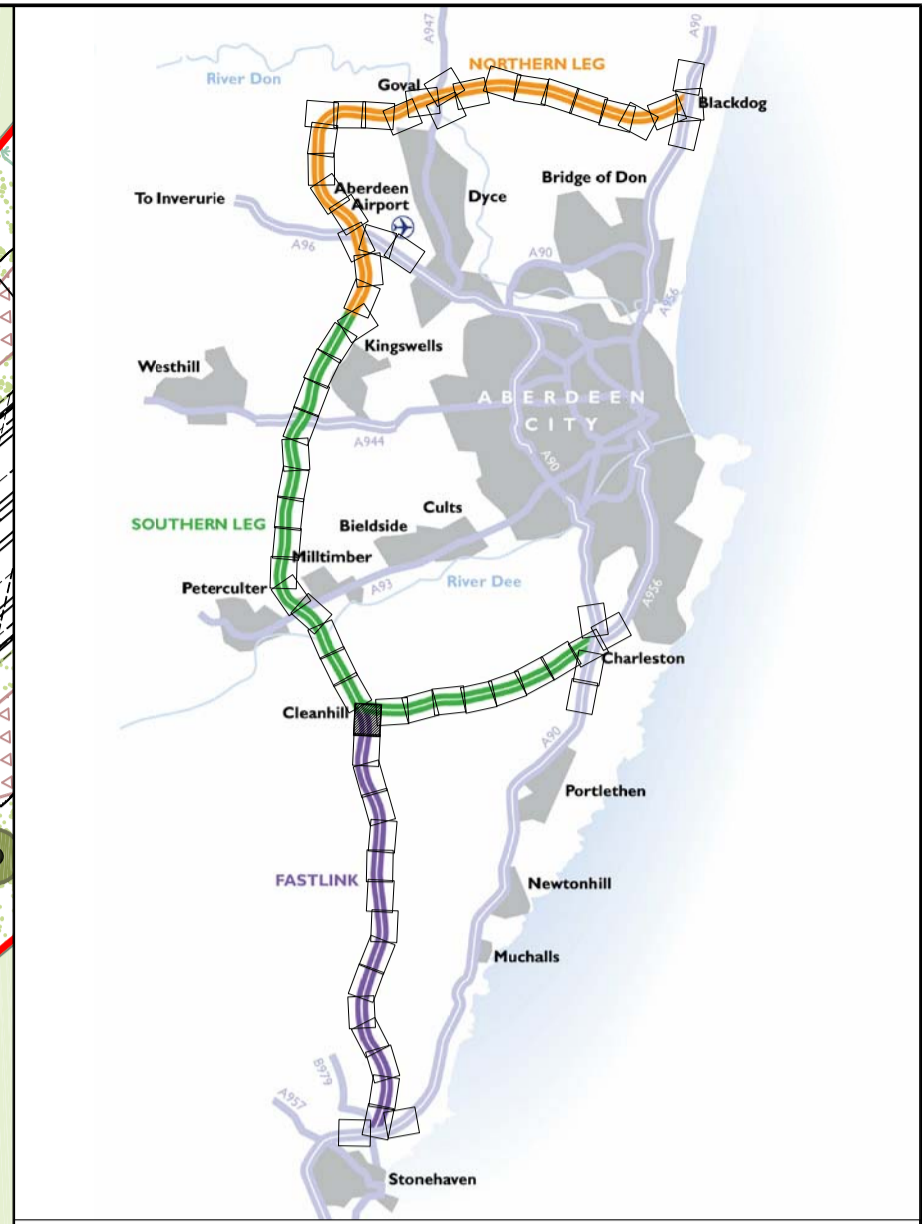 A947
A90
NORTHERN LEG
River Don
Goval
Blackdog
Bridge of Don
Aberdeen
Airport
Dyce
To Inverurie
A96
A90
A956
Kingswells
Westhill
ABERDEEN
CITY
A944
A90
Cults
SOUTHERN LEG
Bieldside
Milltimber
Peterculter
A93
River Dee
A956
Charleston
Cleanhill
A90
Portlethen
FASTLINK
Newtonhill
Muchalls
B979
A957
Stonehaven